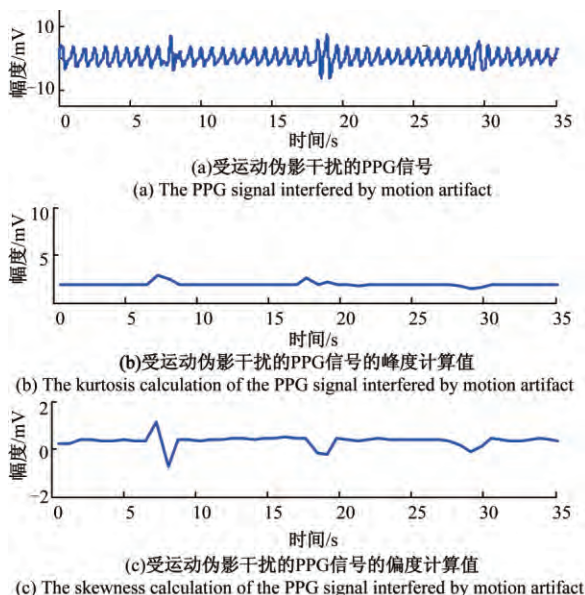 10
0
−10
幅度/mV
0 5 10 15 20 25 30 35
时间/s
(a)受运动伪影干扰的PPG信号
(a) The PPG signal interfered by motion artifact
10
5
幅度/mV
0 5 10 15 20 25 30 35
时间/s
(b)受运动伪影干扰的PPG信号的峰度计算值
(b) The kurtosis calculation of the PPG signal interfered by motion artifact
2
0
−2
幅度/mV
5 10 15 20 25 30 35
时间/s
(c)受运动伪影干扰的PPG信号的偏度计算值
(c) The skewness calculation of the PPG signal interfered by motion artifact